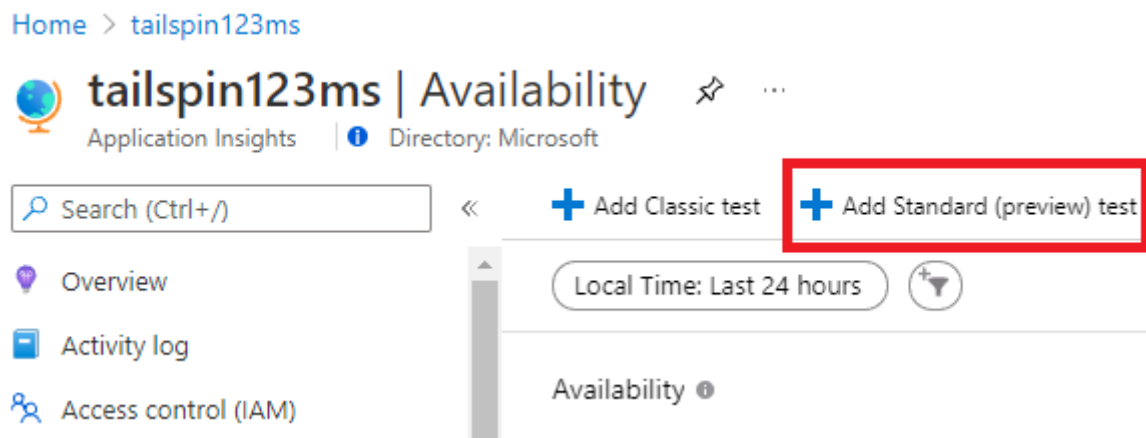 Home > tailspin123ms
tailspin123ms | Availability ...
Application Insights | Directory: Microsoft
Search (Ctrl+/) «
Add Classic test
Add Standard (preview) test
Overview
Local Time: Last 24 hours
Activity log
Access control (IAM)
Availability